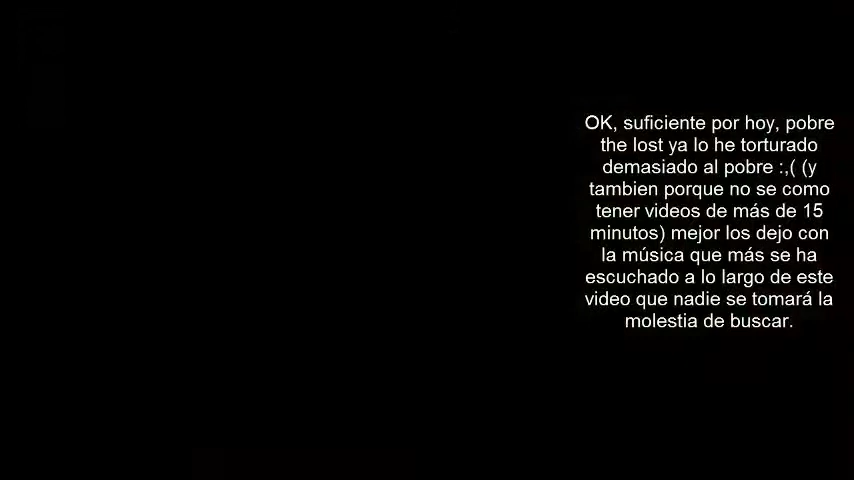 OK, suficiente por hoy, pobre
the lost ya lo he torturado
demasiado al pobre :,( (y
tambien porque no se como
tener videos de más de 15
minutos) mejor los dejo con
la música que más se ha
escuchado a lo largo de este
video que nadie se tomará la
molestia de buscar.